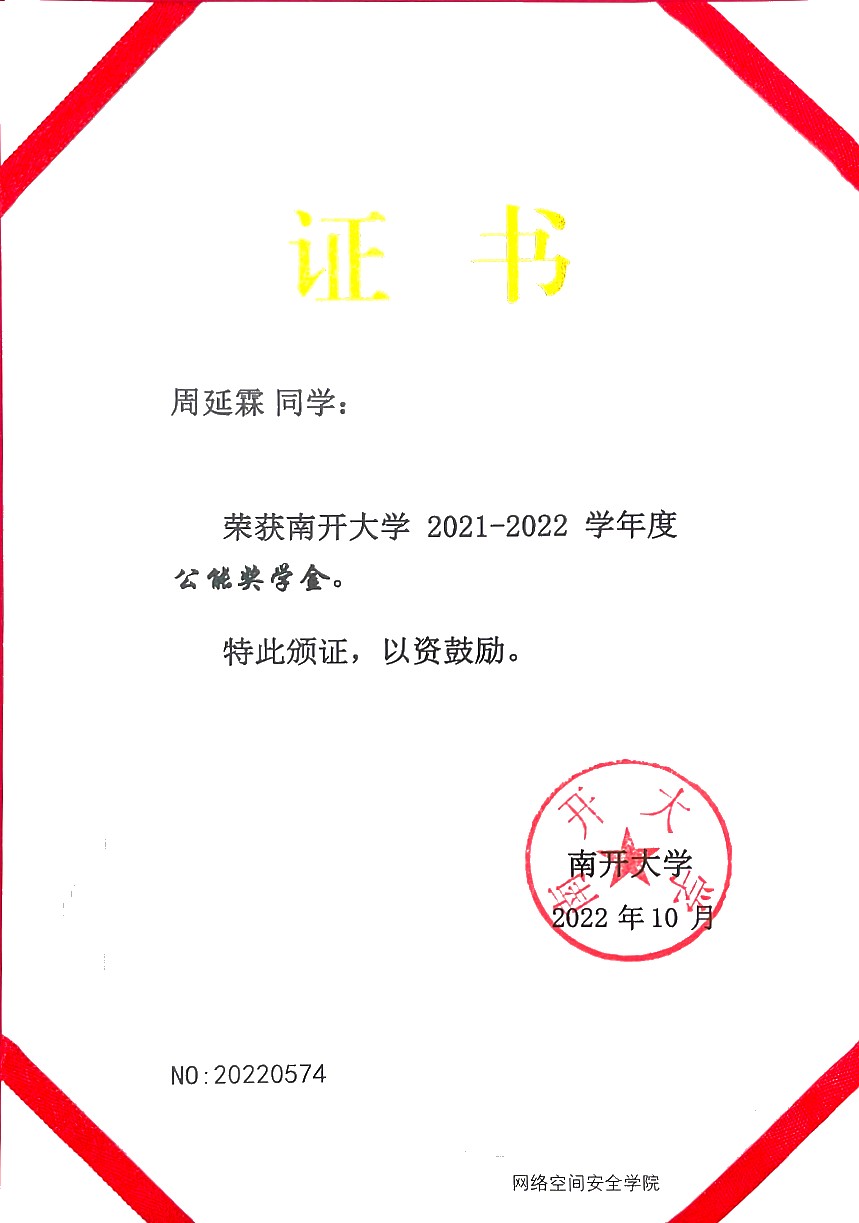 证 书
周延霖 同学：
荣获南开大学 2021-2022 学年度
公能奖学金。
特此颁证，以资鼓励。
南开大学
南开大学
2022 年 10 月
NO:20220574
网络空间安全学院